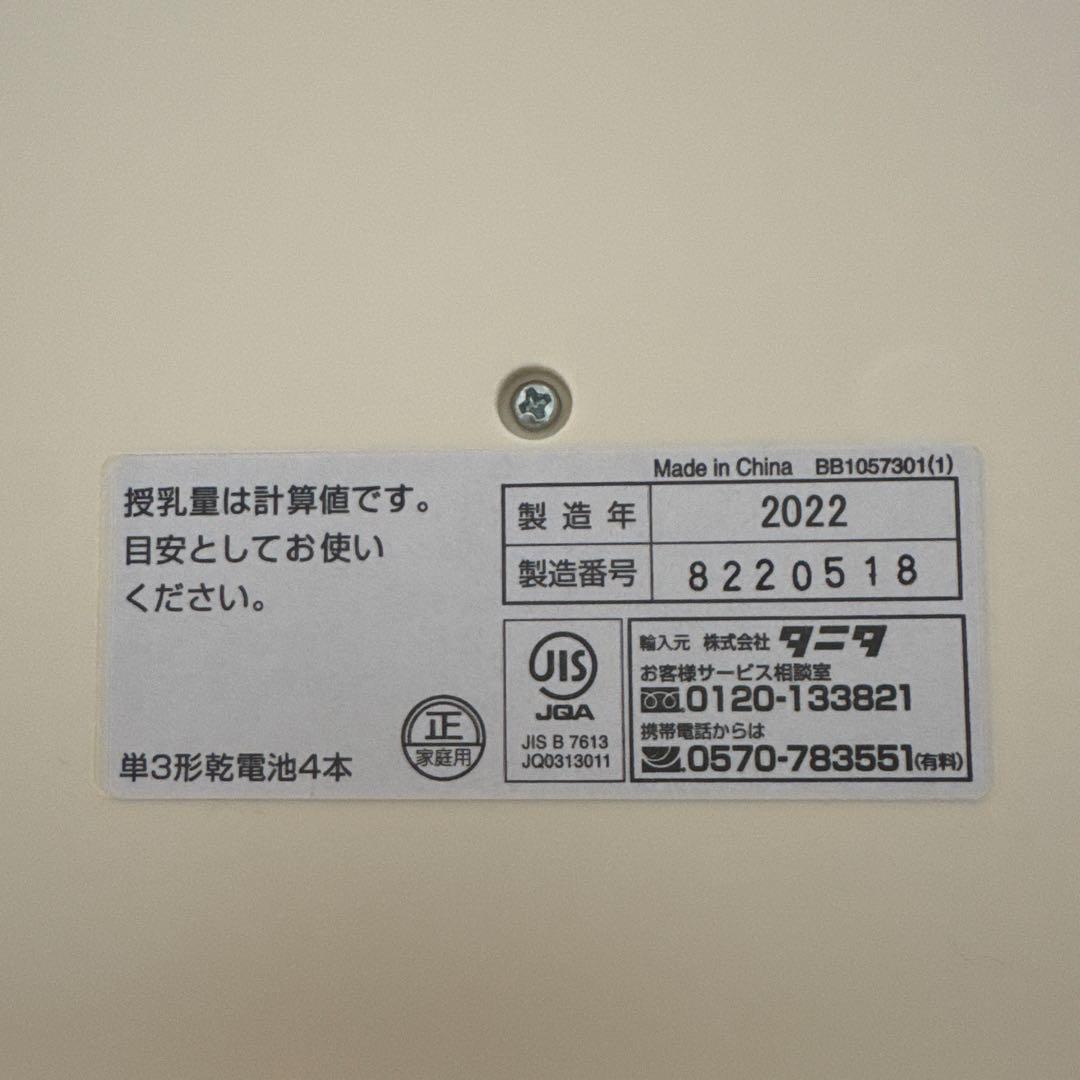 授乳量は計算値です。
目安としてお使い
ください。
単3形乾電池4本
正
家庭用
Made in China BB1057301(1)
製造年 2022
製造番号 8220518
JIS
JQA
JIS B 7613
JQ0313011
輸入元 株式会社 タニタ
お客様サービス相談室
0120-133821
携帯電話からは
0570-783551(有料)